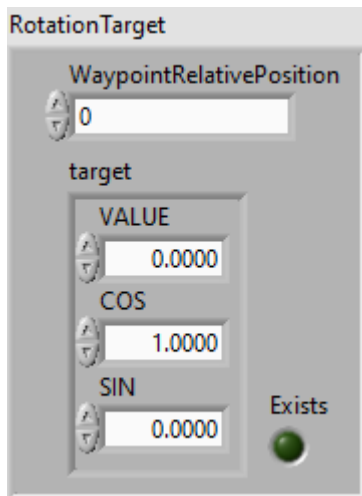 RotationTarget
WaypointRelativePosition
0
target
VALUE
0.0000
COS
1.0000
SIN
0.0000
Exists